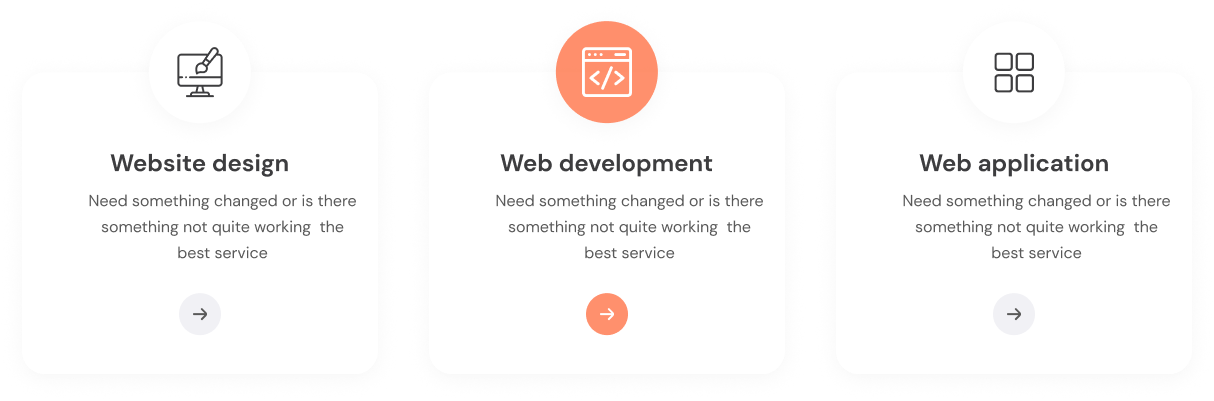 Website design
Need something changed or is there
something not quite working  the
best service
Web development
Need something changed or is there
something not quite working  the
best service
Web application
Need something changed or is there
something not quite working  the
best service